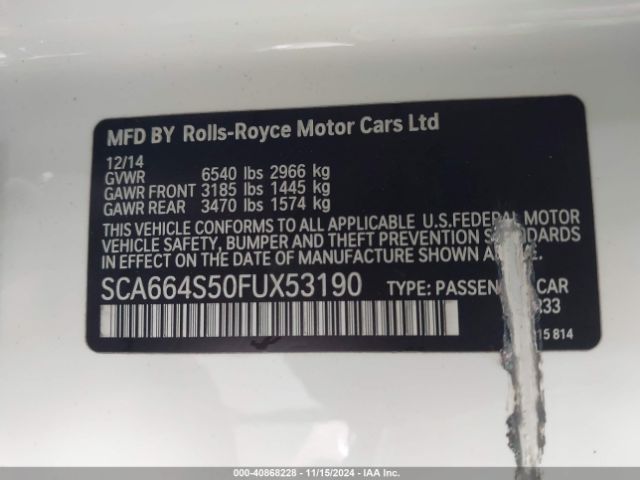 MFD BY Rolls-Royce Motor Cars Ltd
12/14
GVWR 6540 lbs 2966 kg
GAWR FRONT 3185 lbs 1445 kg
GAWR REAR 3470 lbs 1574 kg
THIS VEHICLE CONFORMS TO ALL APPLICABLE U.S.FEDERAL MOTOR
VEHICLE SAFETY, BUMPER AND THEFT PREVENTION STANDARDS
IN EFFECT ON THE DATE OF MANUFACTURE SHOWN ABOVE.
SCA664S50FUX53190 TYPE: PASSENGER CAR
33
15 814
000-40868228 - 11/15/2024 - IAA Inc.